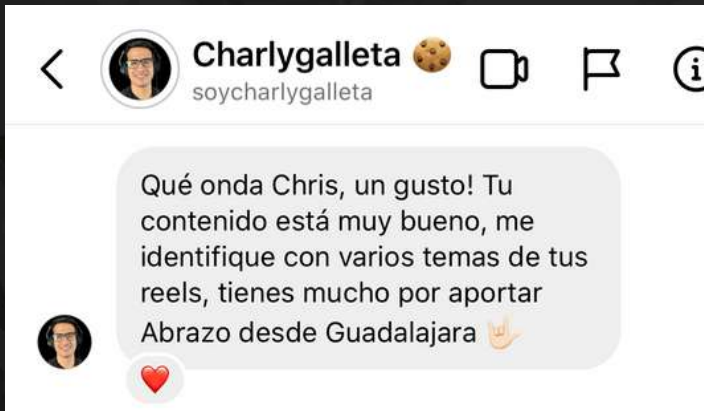 Charlygalleta 🍪
soycharlygalleta
Qué onda Chris, un gusto! Tu
contenido está muy bueno, me
identifique con varios temas de tus
reels, tienes mucho por aportar
Abrazo desde Guadalajara 🤟🏻